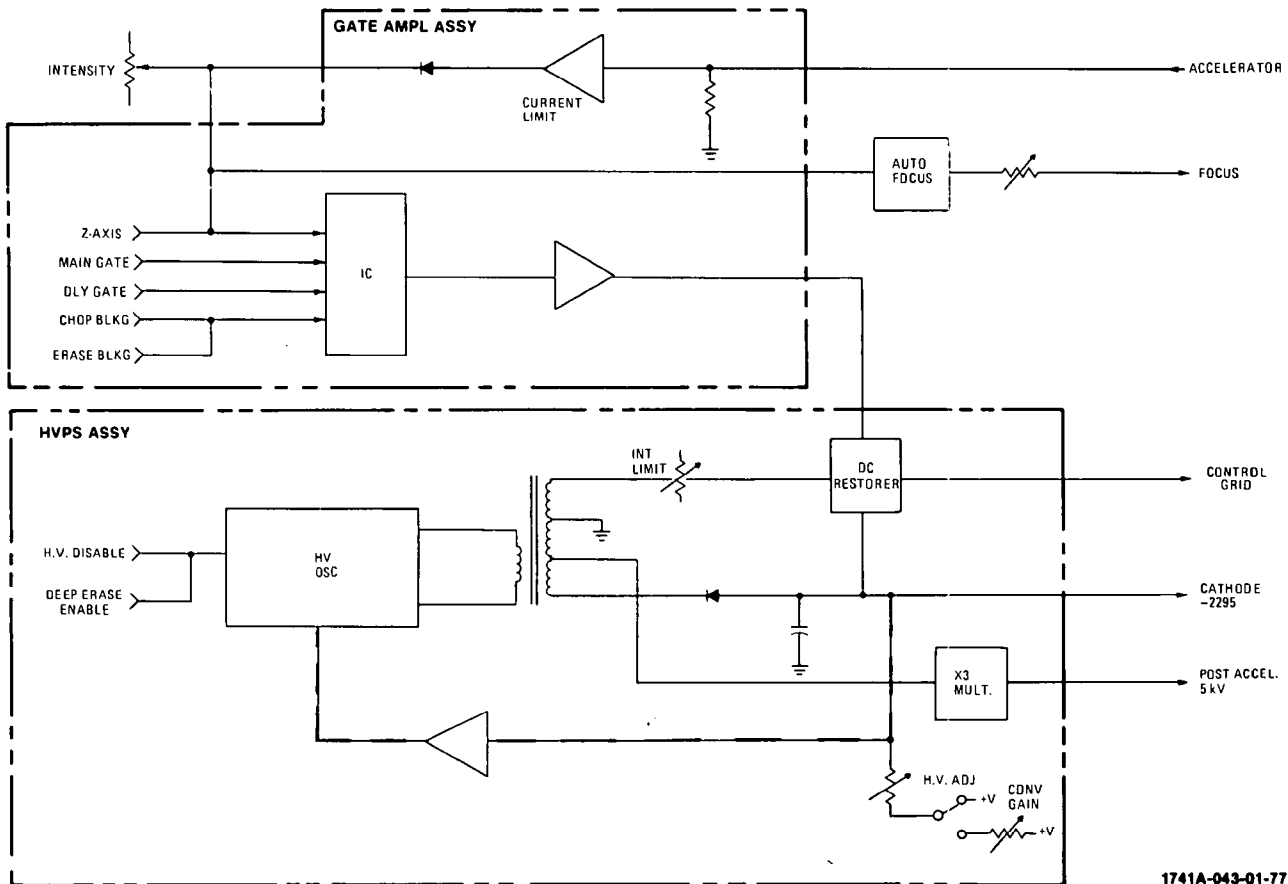 GATE AMPL ASSY
INTENSITY
CURRENT
LIMIT
ACCELERATOR
AUTO
FOCUS
FOCUS
Z-AXIS
MAIN GATE
DLY GATE
CHOP BLKG
ERASE BLKG
IC
HVPS ASSY
INT
LIMIT
DC
RESTORER
CONTROL
GRID
H.V. DISABLE
DEEP ERASE
ENABLE
HV
OSC
CATHODE
-2295
X3
MULT.
POST ACCEL.
5 kV
H.V. ADJ
+V
CONV
GAIN
+V
1741A-043-01-77